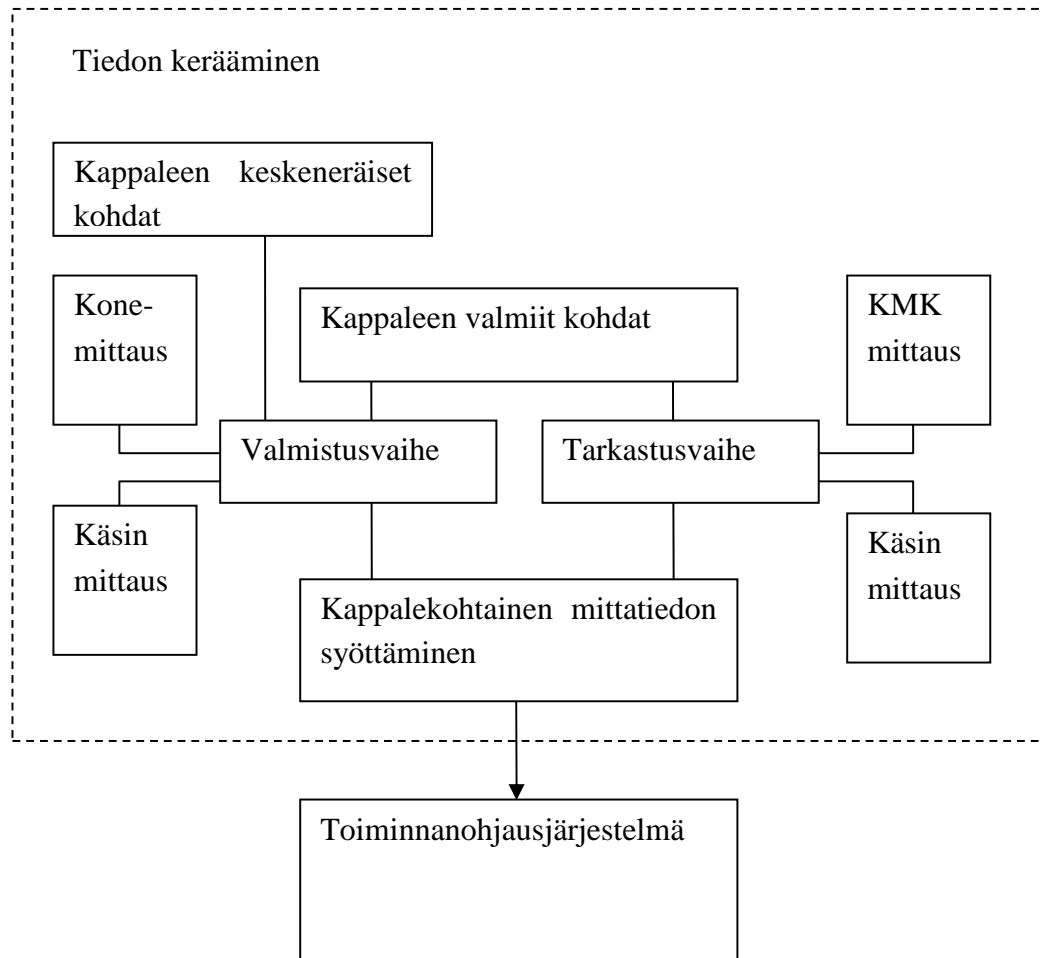 Tiedon kerääminen
Kappaleen keskeneräiset
kohdat
Kone-
mittaus
Kappaleen valmiit kohdat
KMK
mittaus
Valmistusvaihe
Tarkastusvaihe
Käsin
mittaus
Käsin
mittaus
Kappalekohtainen mittatiedon
syöttäminen
Toiminnanohjausjärjestelmä